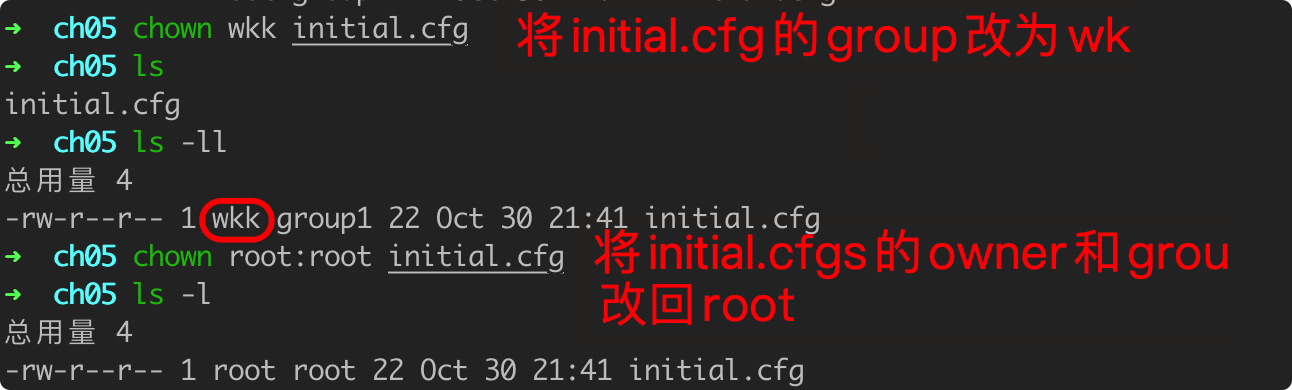 ➜ ch05 chown wkk initial.cfg 将initial.cfg的group改为wk
➜ ch05 ls
initial.cfg
➜ ch05 ls -ll
总用量 4
-rw-r--r-- 1 wkk group1 22 Oct 30 21:41 initial.cfg
➜ ch05 chown root:root initial.cfg 将initial.cfgs的owner和grou
➜ ch05 ls -l 改回root
总用量 4
-rw-r--r-- 1 root root 22 Oct 30 21:41 initial.cfg